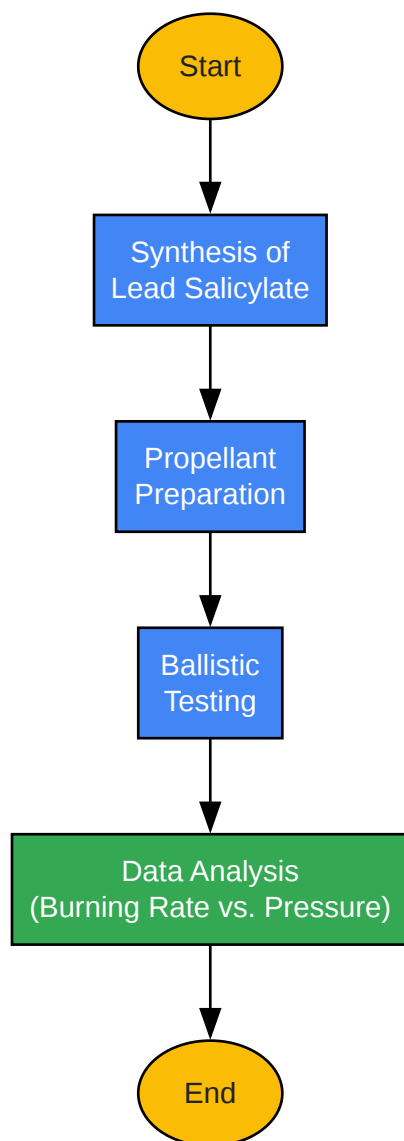 Start
Synthesis of
Lead Salicylate
Propellant
Preparation
Ballistic
Testing
Data Analysis
(Burning Rate vs. Pressure)
End